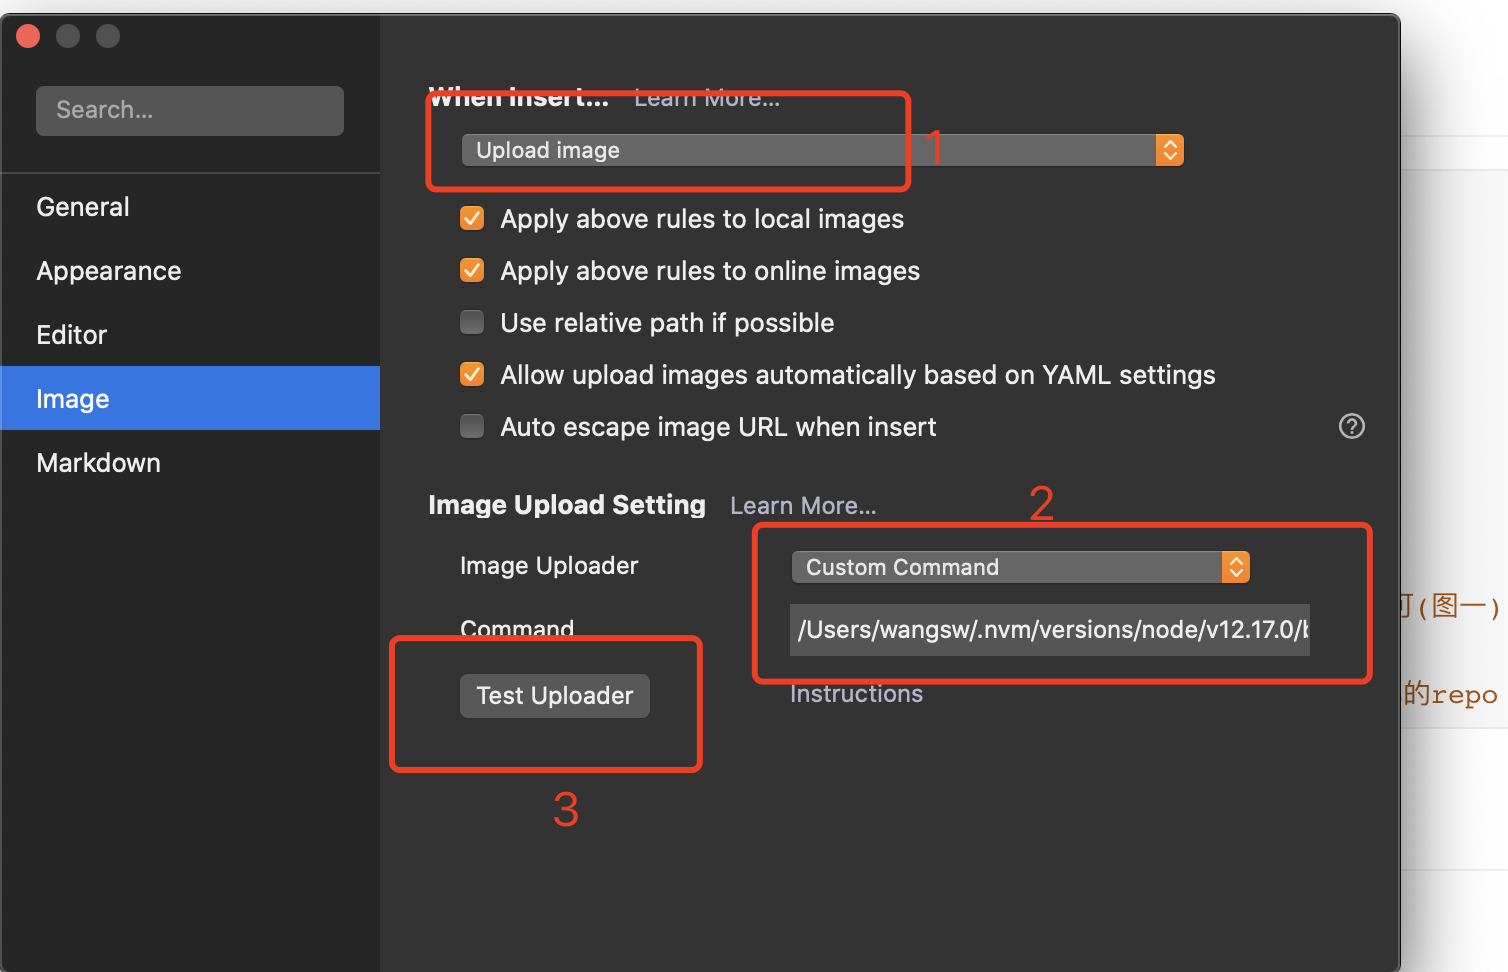 Search...
When Insert... Learn More...
Upload image
1
General
Apply above rules to local images
Appearance
Apply above rules to online images
Editor
Use relative path if possible
Image
Allow upload images automatically based on YAML settings
Auto escape image URL when insert
?
Markdown
Image Upload Setting Learn More...
2
Image Uploader
Custom Command
Command
/Users/wangsw/.nvm/versions/node/v12.17.0/
Test Uploader
Instructions
3
(图一)
的repo